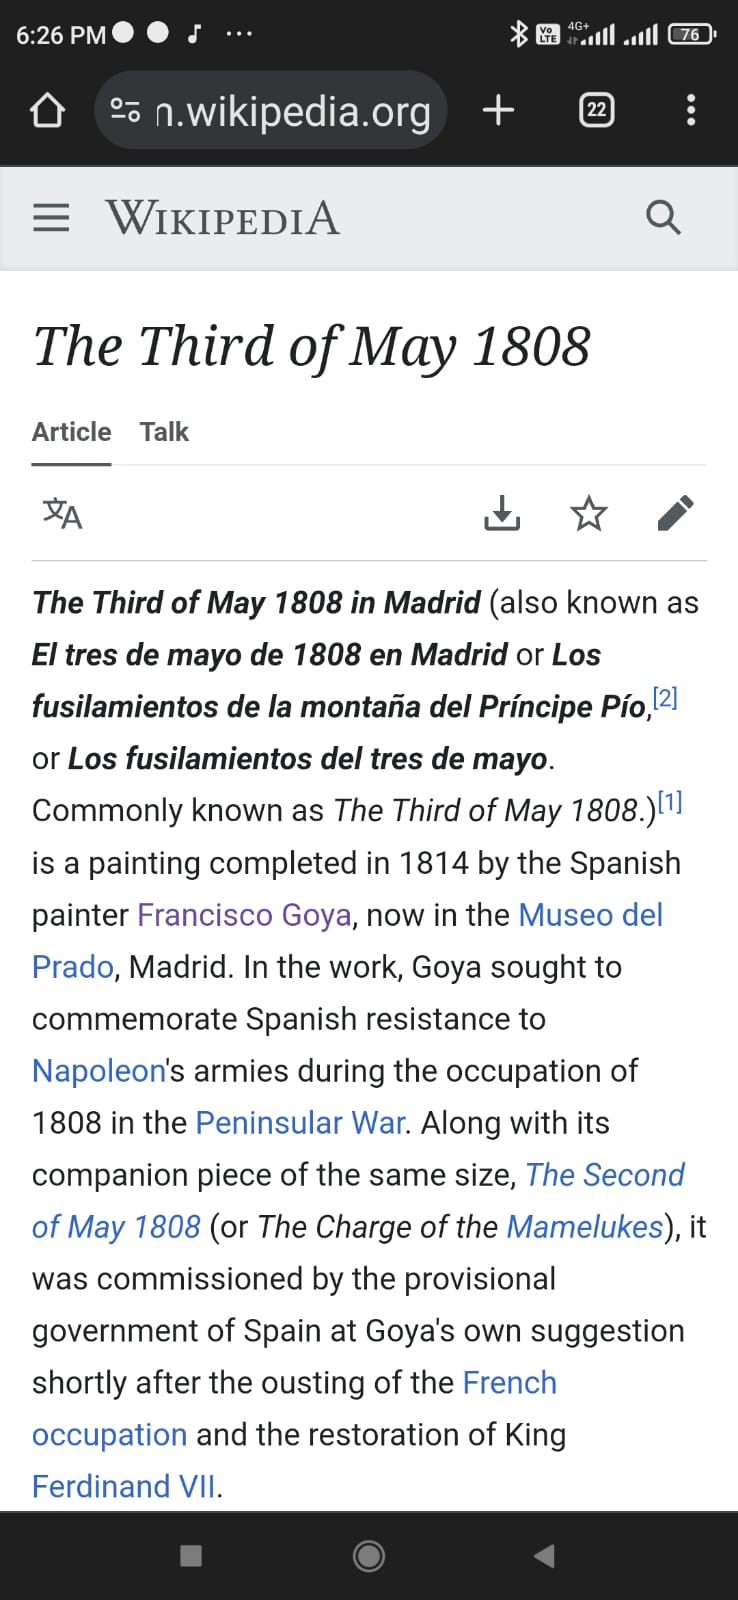 6:26 PM
Vo LTE 4G+ 76
n.wikipedia.org 22
WIKIPEDIA
The Third of May 1808
Article Talk
文A
The Third of May 1808 in Madrid (also known as
El tres de mayo de 1808 en Madrid or Los
fusilamientos de la montaña del Príncipe Pío,[2]
or Los fusilamientos del tres de mayo.
Commonly known as The Third of May 1808.)[1]
is a painting completed in 1814 by the Spanish
painter Francisco Goya, now in the Museo del
Prado, Madrid. In the work, Goya sought to
commemorate Spanish resistance to
Napoleon's armies during the occupation of
1808 in the Peninsular War. Along with its
companion piece of the same size, The Second
of May 1808 (or The Charge of the Mamelukes), it
was commissioned by the provisional
government of Spain at Goya's own suggestion
shortly after the ousting of the French
occupation and the restoration of King
Ferdinand VII.